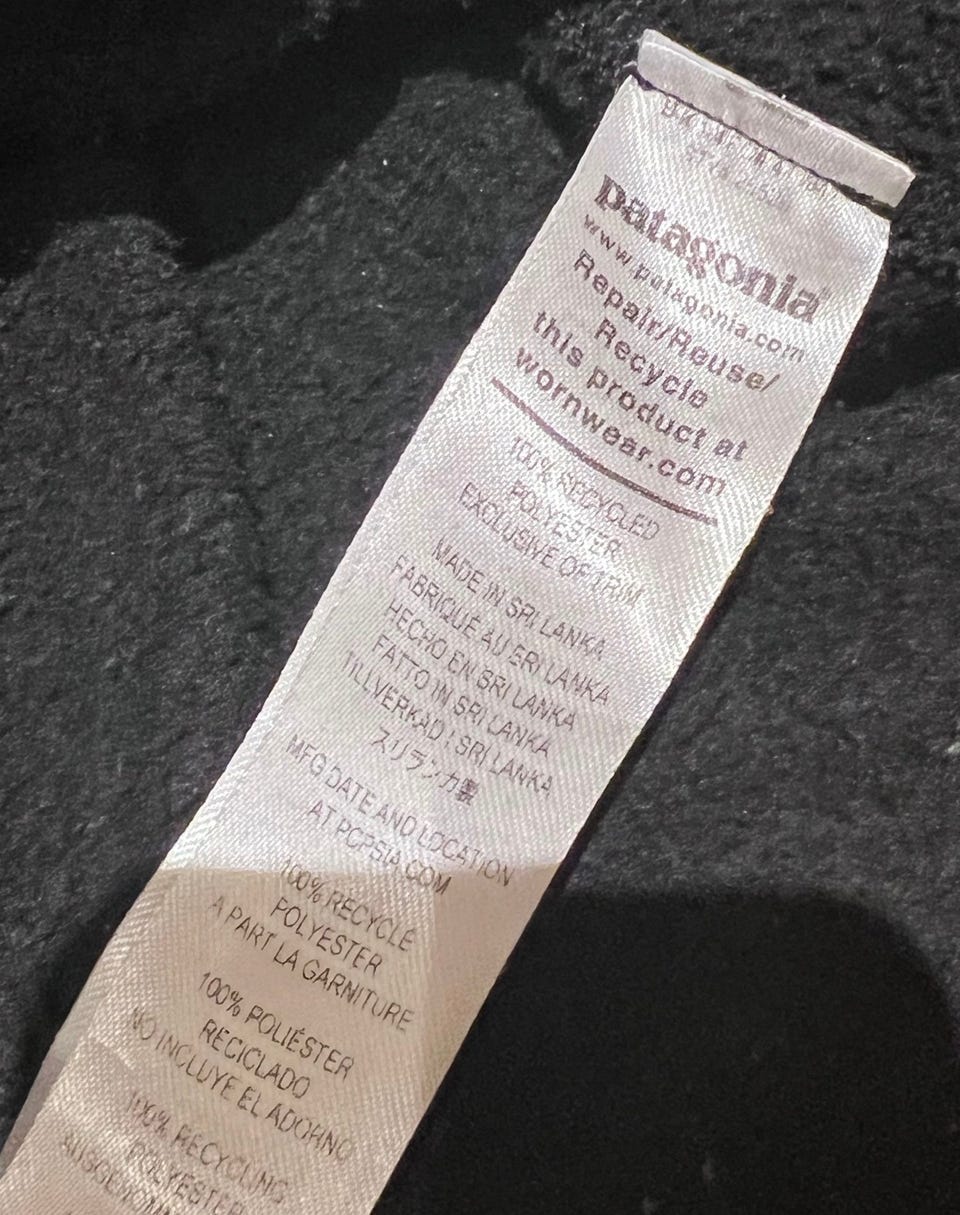 patagonia
www.patagonia.com
Repair/Reuse/
Recycle
this product at
wornwear.com
100% RECYCLED
POLYESTER
EXCLUSIVE OF TRIM
MADE IN SRI LANKA
FABRIQUÉ AU SRI LANKA
HECHO EN SRI LANKA
FATTO IN SRI LANKA
TILLVERKAD I SRI LANKA
スリランカ製
MFG DATE AND LOCATION
AT PCPSIA.COM
100% RECYCLÉ
POLYESTER
A PART LA GARNITURE
100% POLIÉSTER
RECICLADO
NO INCLUYE EL ADORNO
100% RECYCLING
POLYESTER